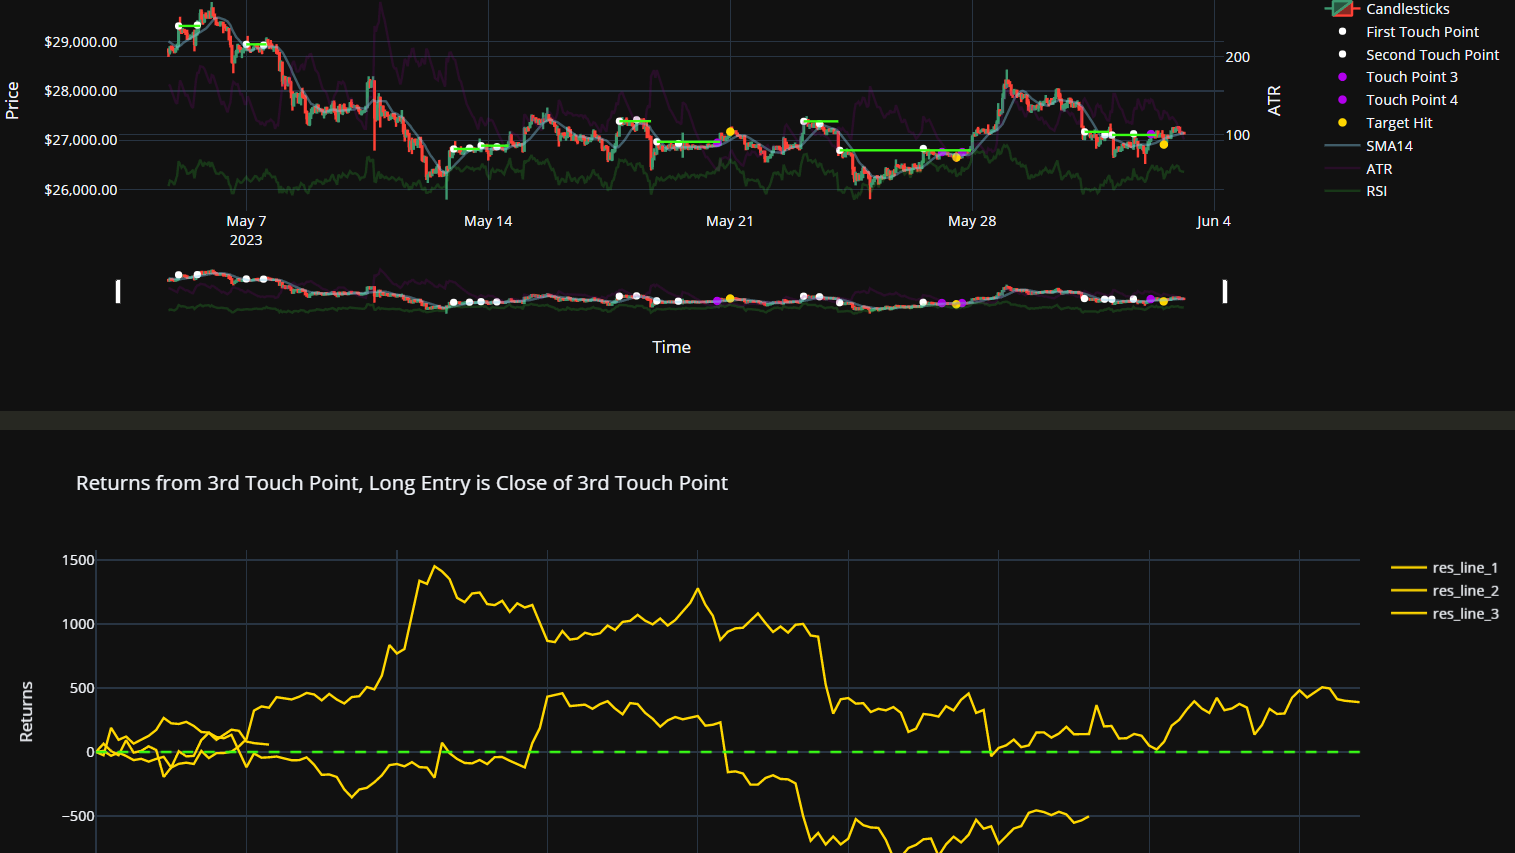 Candlesticks
First Touch Point
Second Touch Point
Touch Point 3
Touch Point 4
Target Hit
SMA14
ATR
RSI
$29,000.00
$28,000.00
$27,000.00
$26,000.00
Price
200
100
ATR
May 7
2023
May 14
May 21
May 28
Jun 4
Time
Returns from 3rd Touch Point, Long Entry is Close of 3rd Touch Point
1500
1000
500
0
−500
Returns
res_line_1
res_line_2
res_line_3